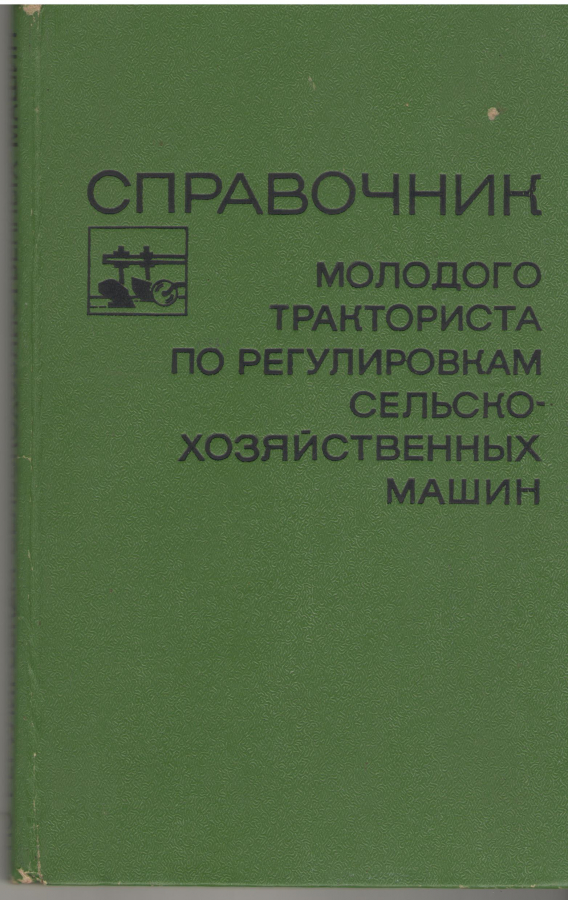 СПРАВОЧНИК
МОЛОДОГО
ТРАКТОРИСТА
ПО РЕГУЛИРОВКАМ
СЕЛЬСКО-
ХОЗЯЙСТВЕННЫХ
МАШИН